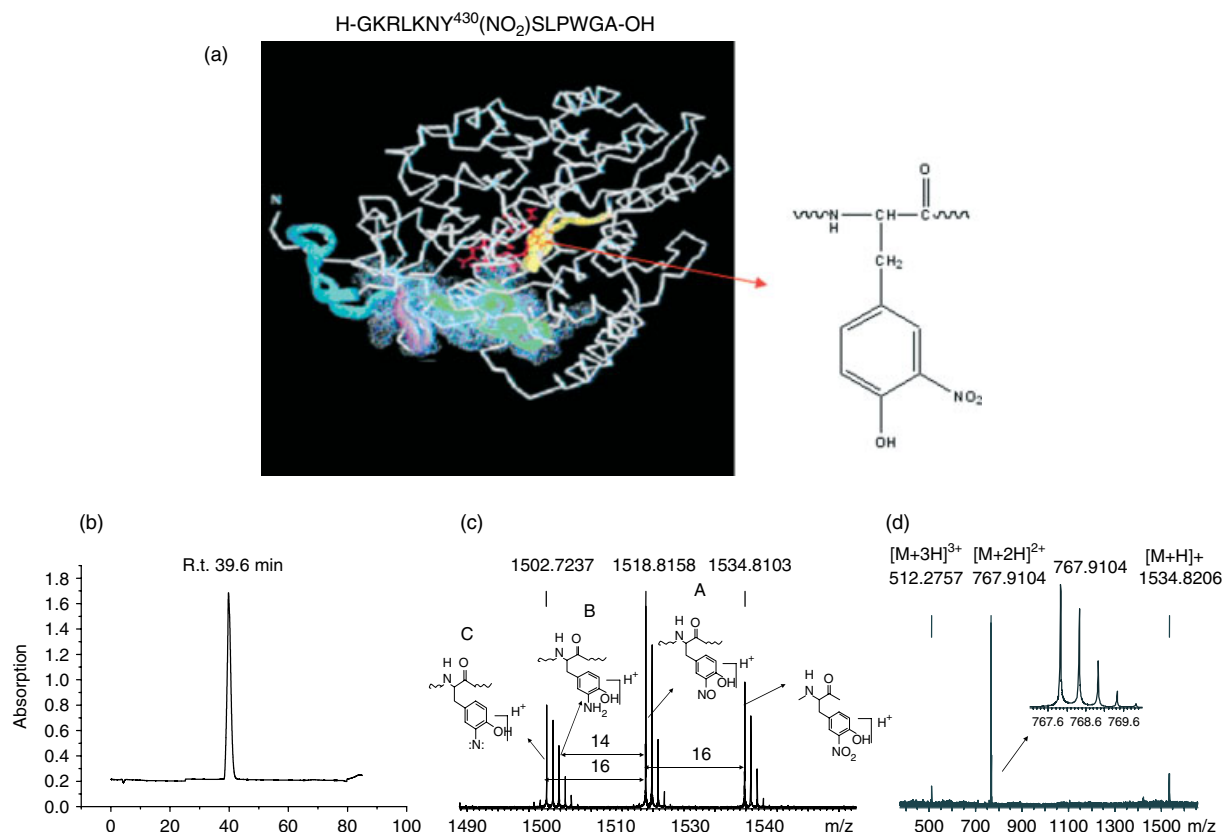 H-GKRLKNY⁴³⁰(NO₂)SLPWGA-OH
(a)
N
O
N
H
C
H
C
CH₂
NO₂
OH
(b)
R.t. 39.6 min
Absorption
1.8
1.6
1.4
1.2
1.0
0.8
0.6
0.4
0.2
0.0
0 20 40 60 80 100
(c)
1502.7237 1518.8158 1534.8103
A
B
C
H O
N
OH
:N:
H⁺
H O
N
OH
NH₂
H⁺
H O
N
OH
NO
H⁺
H O
N
OH
NO₂
H⁺
14
16 16
1490 1500 1530 1540 m/z
(d)
[M+3H]³⁺ [M+2H]²⁺ 767.9104 [M+H]+
512.2757 767.9104 1534.8206
767.6 768.6 769.6
500 700 900 1100 1300 1500 m/z